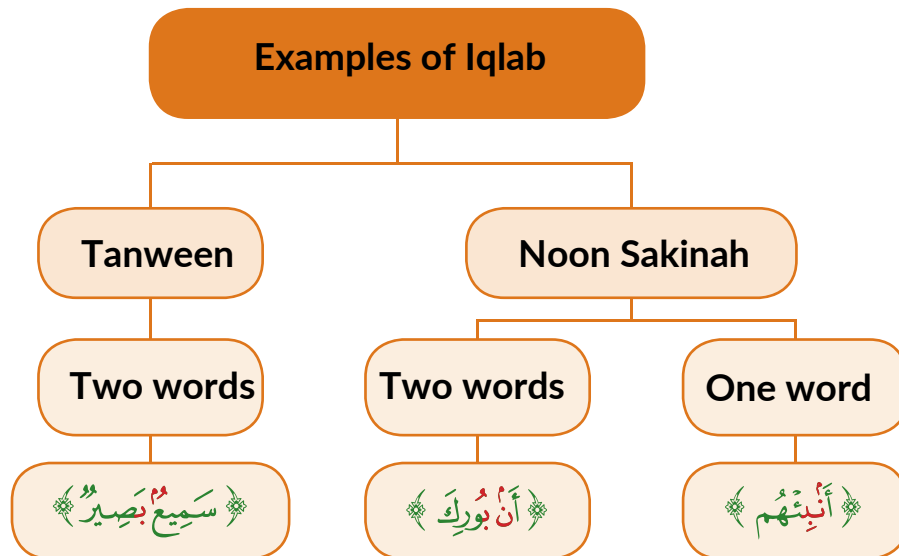 Examples of Iqlab
Tanween
Noon Sakinah
Two words
Two words
One word
﴿ سَمِيعٌۢ بَصِيرٌ ﴾
﴿ أَنۢ بُورِكَ ﴾
﴿ أَنۢبِئۡهُم ﴾